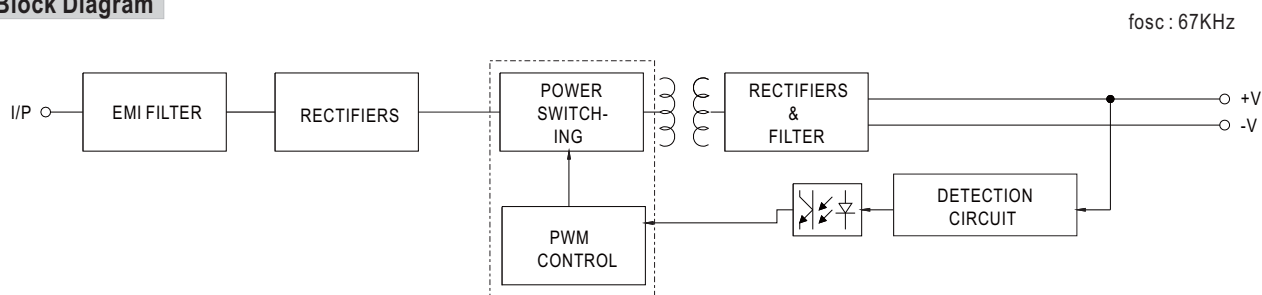 Block Diagram
fosc : 67KHz
I/P
EMI FILTER
RECTIFIERS
POWER
SWITCH-
ING
RECTIFIERS
&
FILTER
+V
-V
DETECTION
CIRCUIT
PWM
CONTROL